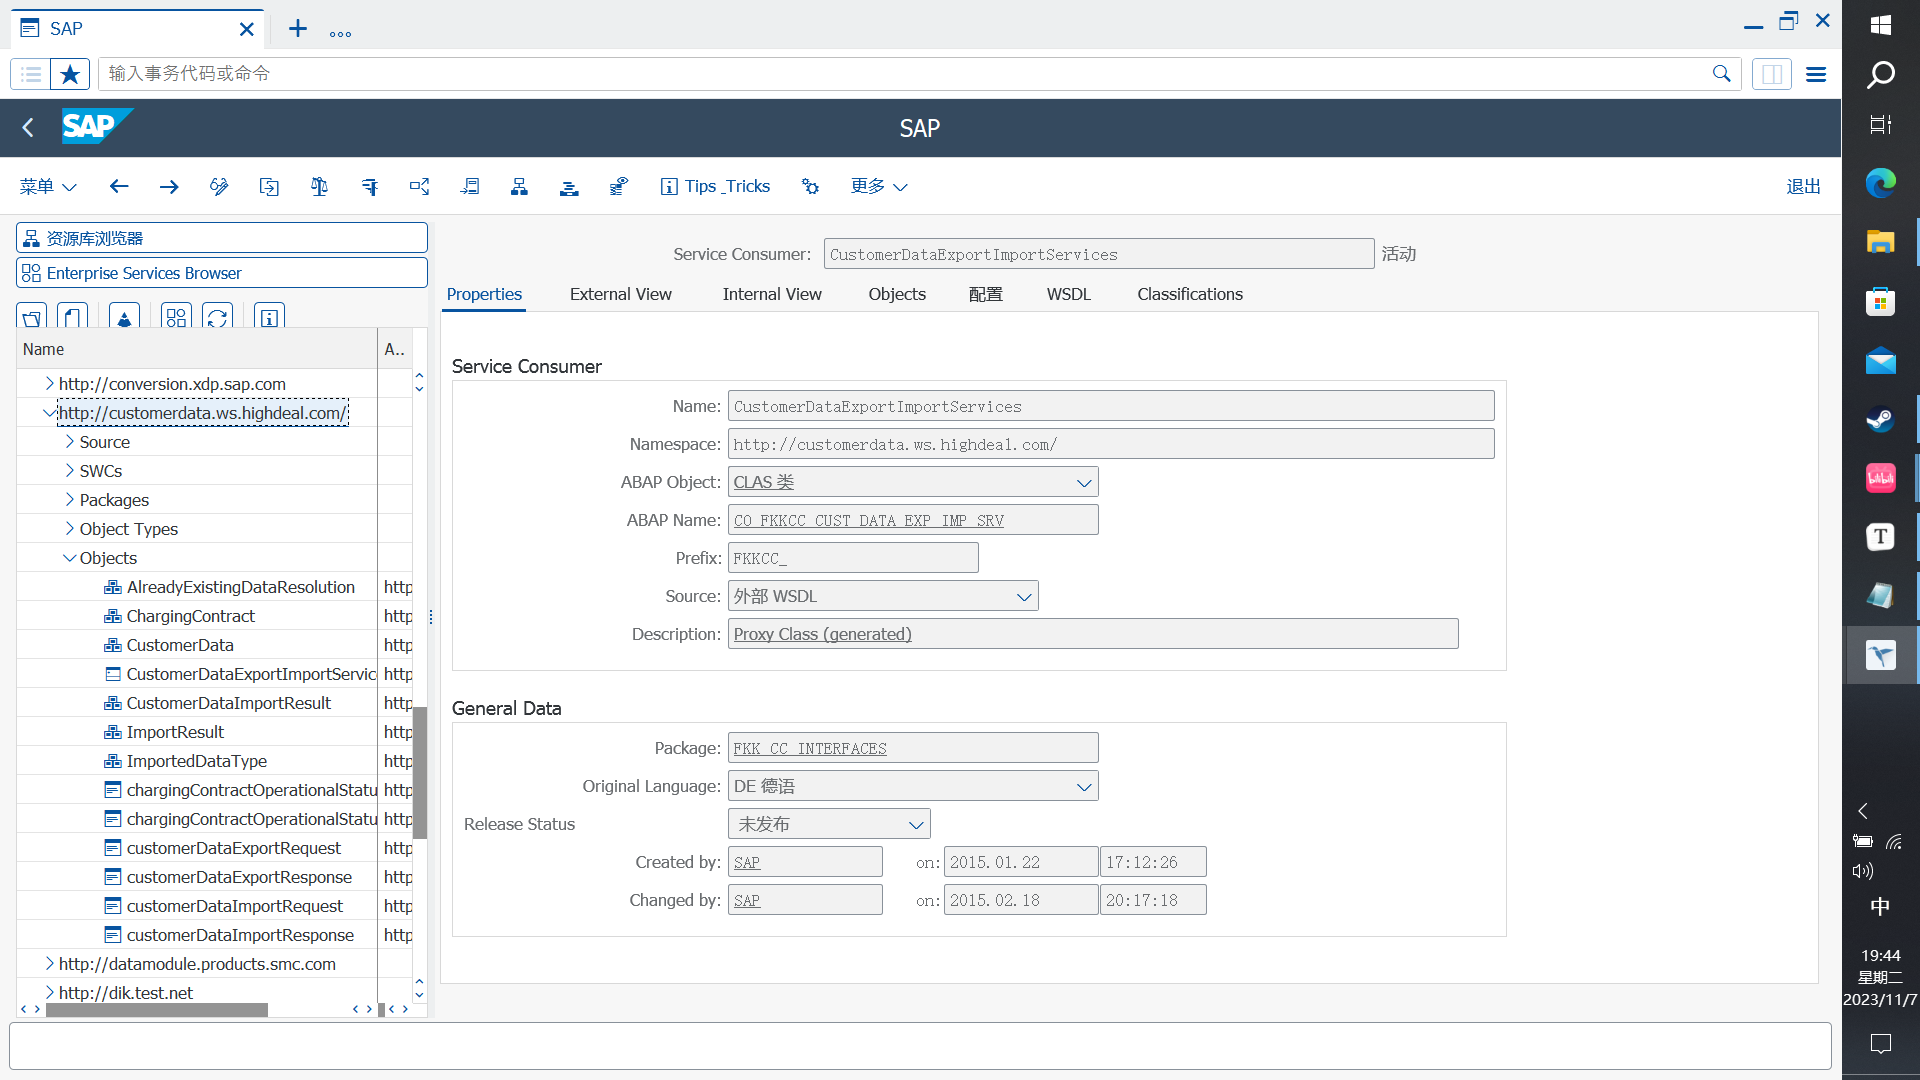 SAP
输入事务代码或命令
SAP
SAP
菜单
Tips _Tricks
更多
退出
资源库浏览器
Enterprise Services Browser
Name
A..
http://conversion.xdp.sap.com
http://customerdata.ws.highdeal.com/
Source
SWCs
Packages
Object Types
Objects
AlreadyExistingDataResolution http
ChargingContract http
CustomerData http
CustomerDataExportImportServic http
CustomerDataImportResult http
ImportResult http
ImportedDataType http
chargingContractOperationalStatu http
chargingContractOperationalStatu http
customerDataExportRequest http
customerDataExportResponse http
customerDataImportRequest http
customerDataImportResponse http
http://datamodule.products.smc.com
http://dik.test.net
Service Consumer: CustomerDataExportImportServices 活动
Properties External View Internal View Objects 配置 WSDL Classifications
Service Consumer
Name: CustomerDataExportImportServices
Namespace: http://customerdata.ws.highdeal.com/
ABAP Object: CLAS 类
ABAP Name: CO_FKKCC_CUST_DATA_EXP_IMP_SRV
Prefix: FKKCC_
Source: 外部 WSDL
Description: Proxy Class (generated)
General Data
Package: FKK_CC_INTERFACES
Original Language: DE 德语
Release Status 未发布
Created by: SAP on: 2015.01.22 17:12:26
Changed by: SAP on: 2015.02.18 20:17:18
bilibili
T
中
19:44
星期二
2023/11/7